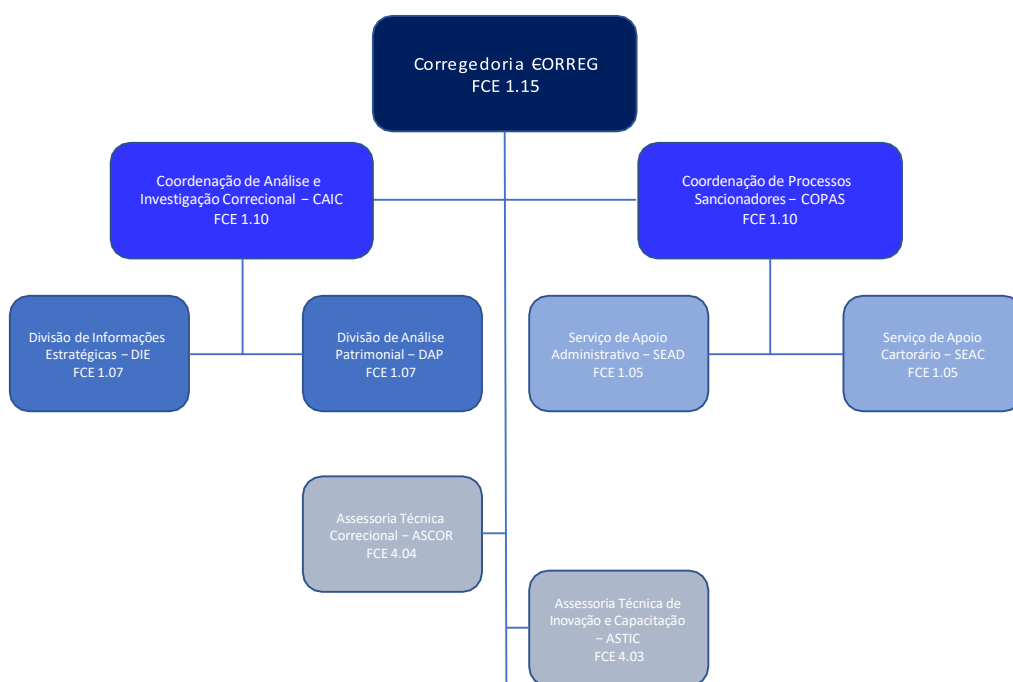 Corregedoria -CORREG
FCE 1.15
Coordenação de Análise e
Investigação Correcional – CAIC
FCE 1.10
Coordenação de Processos
Sancionadores – COPAS
FCE 1.10
Divisão de Informações
Estratégicas – DIE
FCE 1.07
Divisão de Análise
Patrimonial – DAP
FCE 1.07
Serviço de Apoio
Administrativo – SEAD
FCE 1.05
Serviço de Apoio
Cartorário – SEAC
FCE 1.05
Assessoria Técnica
Correcional – ASCOR
FCE 4.04
Assessoria Técnica de
Inovação e Capacitação
– ASTIC
FCE 4.03